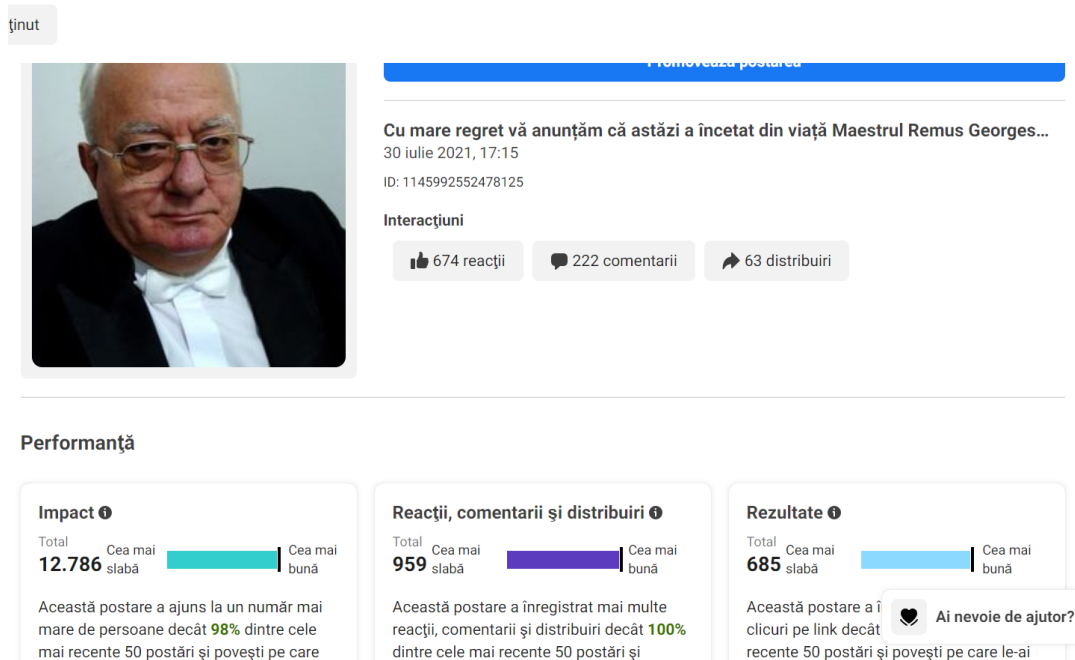 ţinut
Promovează postarea
Cu mare regret vă anunțăm că astăzi a încetat din viață Maestrul Remus Georges...
30 iulie 2021, 17:15
ID: 1145992552478125
Interacţiuni
674 reacţii
222 comentarii
63 distribuiri
Performanţă
Impact
Total
12.786
Cea mai slabă
Cea mai bună
Această postare a ajuns la un număr mai
mare de persoane decât 98% dintre cele
mai recente 50 postări şi poveşti pe care
Reacţii, comentarii şi distribuiri
Total
959
Cea mai slabă
Cea mai bună
Această postare a înregistrat mai multe
reacţii, comentarii şi distribuiri decât 100%
dintre cele mai recente 50 postări şi
Rezultate
Total
685
Cea mai slabă
Cea mai bună
Această postare a
clicuri pe link decât
recente 50 postări şi poveşti pe care le-ai
Ai nevoie de ajutor?